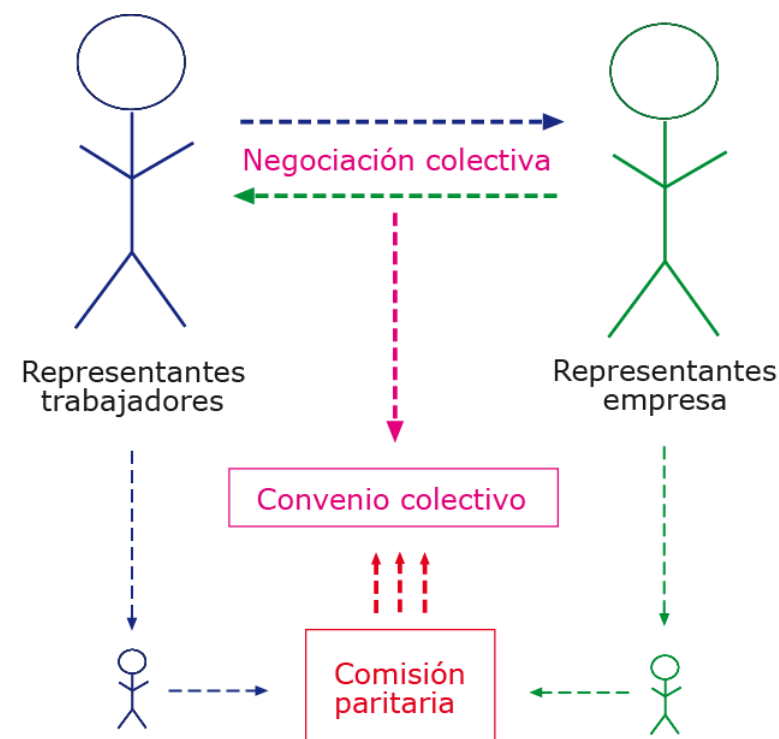 Negociación colectiva
Representantes
trabajadores
Representantes
empresa
Convenio colectivo
Comisión
paritaria